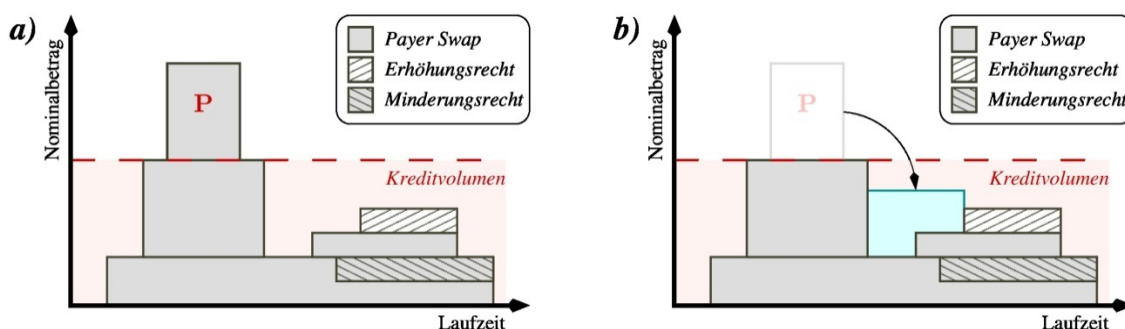 a)
Nominalbetrag
Payer Swap
Erhöhungsrecht
Minderungsrecht
P
Kreditvolumen
Laufzeit
b)
Nominalbetrag
Payer Swap
Erhöhungsrecht
Minderungsrecht
P
Kreditvolumen
Laufzeit